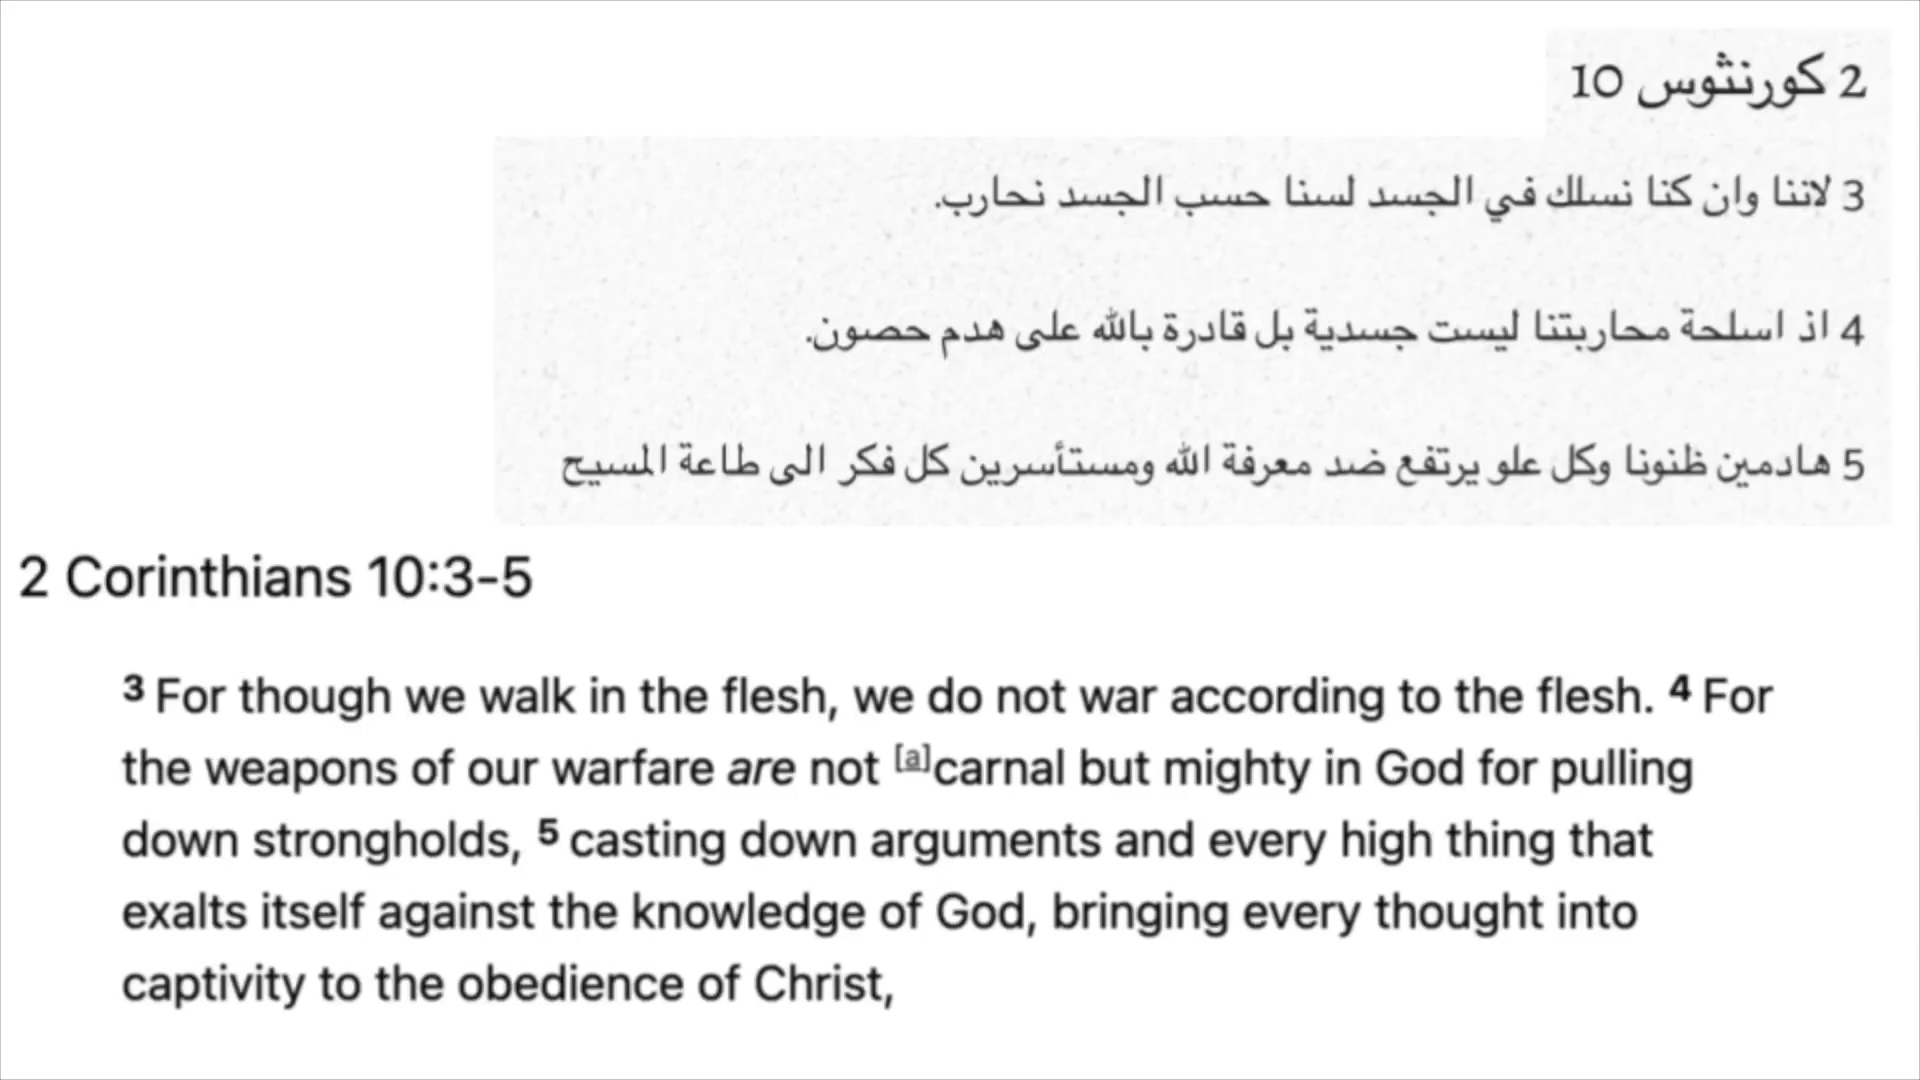 2 كورنثوس 10
3 لاننا وان كنا نسلك في الجسد لسنا حسب الجسد نحارب.
4 اذ اسلحة محاربتنا ليست جسدية بل قادرة بالله على هدم حصون.
5 هادمين ظنونا وكل علو يرتفع ضد معرفة الله ومستأسرين كل فكر الى طاعة المسيح
2 Corinthians 10:3-5
3 For though we walk in the flesh, we do not war according to the flesh. 4 For
the weapons of our warfare are not [a]carnal but mighty in God for pulling
down strongholds, 5 casting down arguments and every high thing that
exalts itself against the knowledge of God, bringing every thought into
captivity to the obedience of Christ,